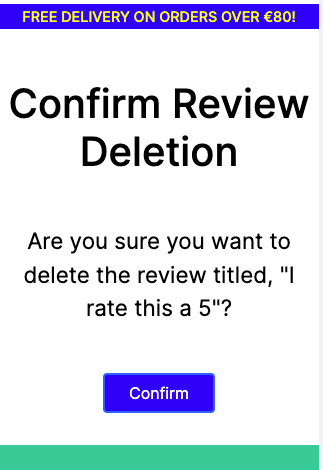 FREE DELIVERY ON ORDERS OVER €80!
Confirm Review
Deletion
Are you sure you want to
delete the review titled, "I
rate this a 5"?
Confirm